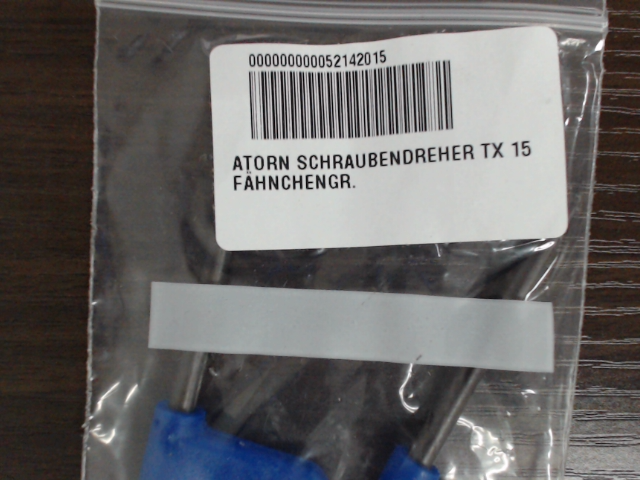 000000000052142015
ATORN SCHRAUBENDREHER TX 15
FÄHNCHENGR.